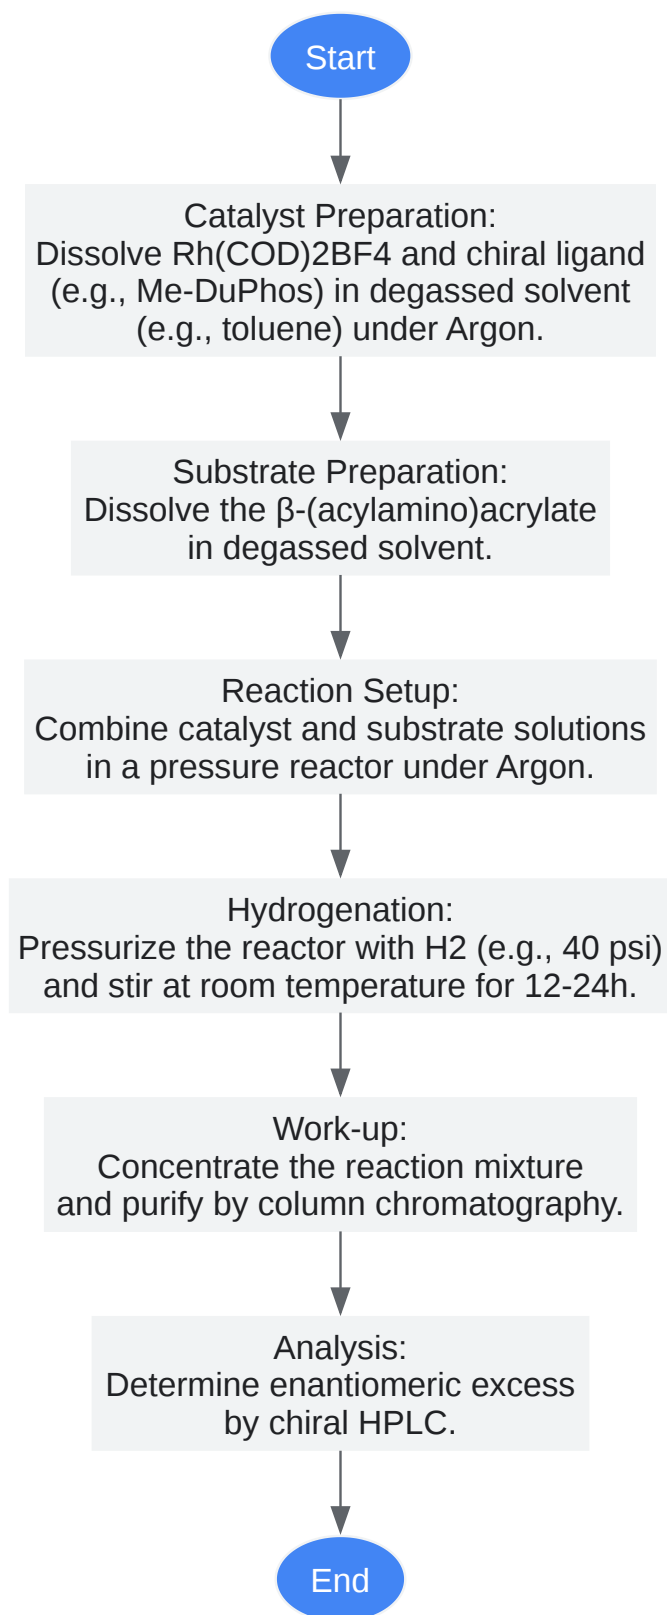 Start
Catalyst Preparation:
Dissolve Rh(COD)2BF4 and chiral ligand
(e.g., Me-DuPhos) in degassed solvent
(e.g., toluene) under Argon.
Substrate Preparation:
Dissolve the β-(acylamino)acrylate
in degassed solvent.
Reaction Setup:
Combine catalyst and substrate solutions
in a pressure reactor under Argon.
Hydrogenation:
Pressurize the reactor with H2 (e.g., 40 psi)
and stir at room temperature for 12-24h.
Work-up:
Concentrate the reaction mixture
and purify by column chromatography.
Analysis:
Determine enantiomeric excess
by chiral HPLC.
End